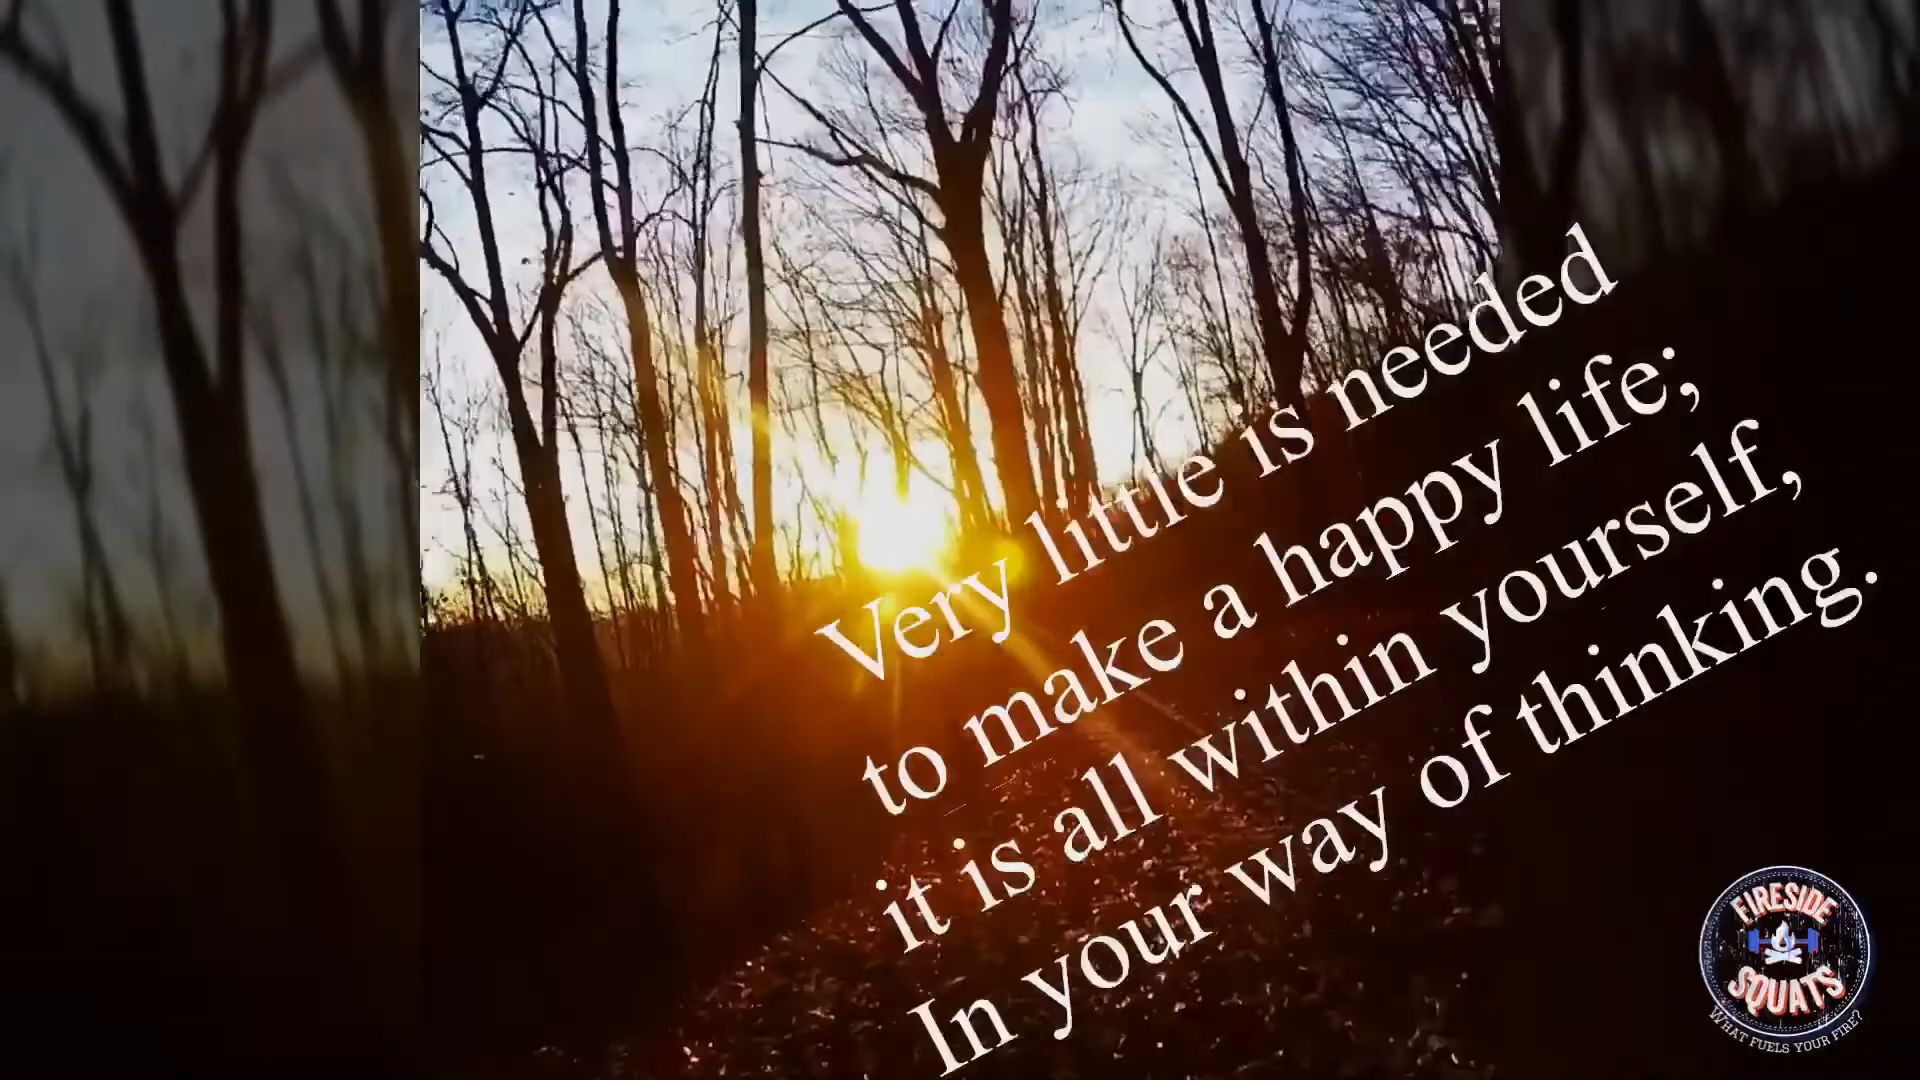 Very little is needed
to make a happy life;
it is all within yourself,
In your way of thinking.
FIRESIDE
SQUATS
WHAT FUELS YOUR FIRE?